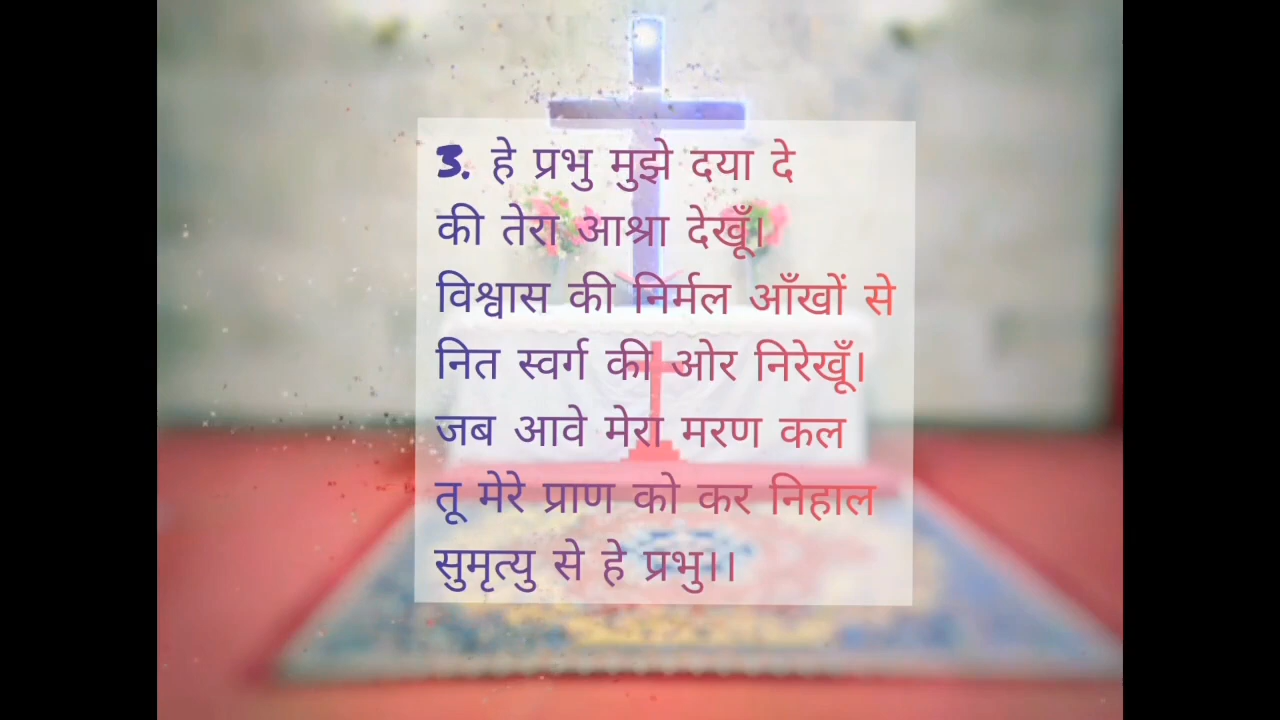 3. हे प्रभु मुझे दया दे
की तेरा आश्रा देखूँ।
विश्वास की निर्मल आँखों से
नित स्वर्ग की ओर निरेखूँ।
जब आवे मेरा मरण कल
तू मेरे प्राण को कर निहाल
सुमृत्यु से हे प्रभु।।